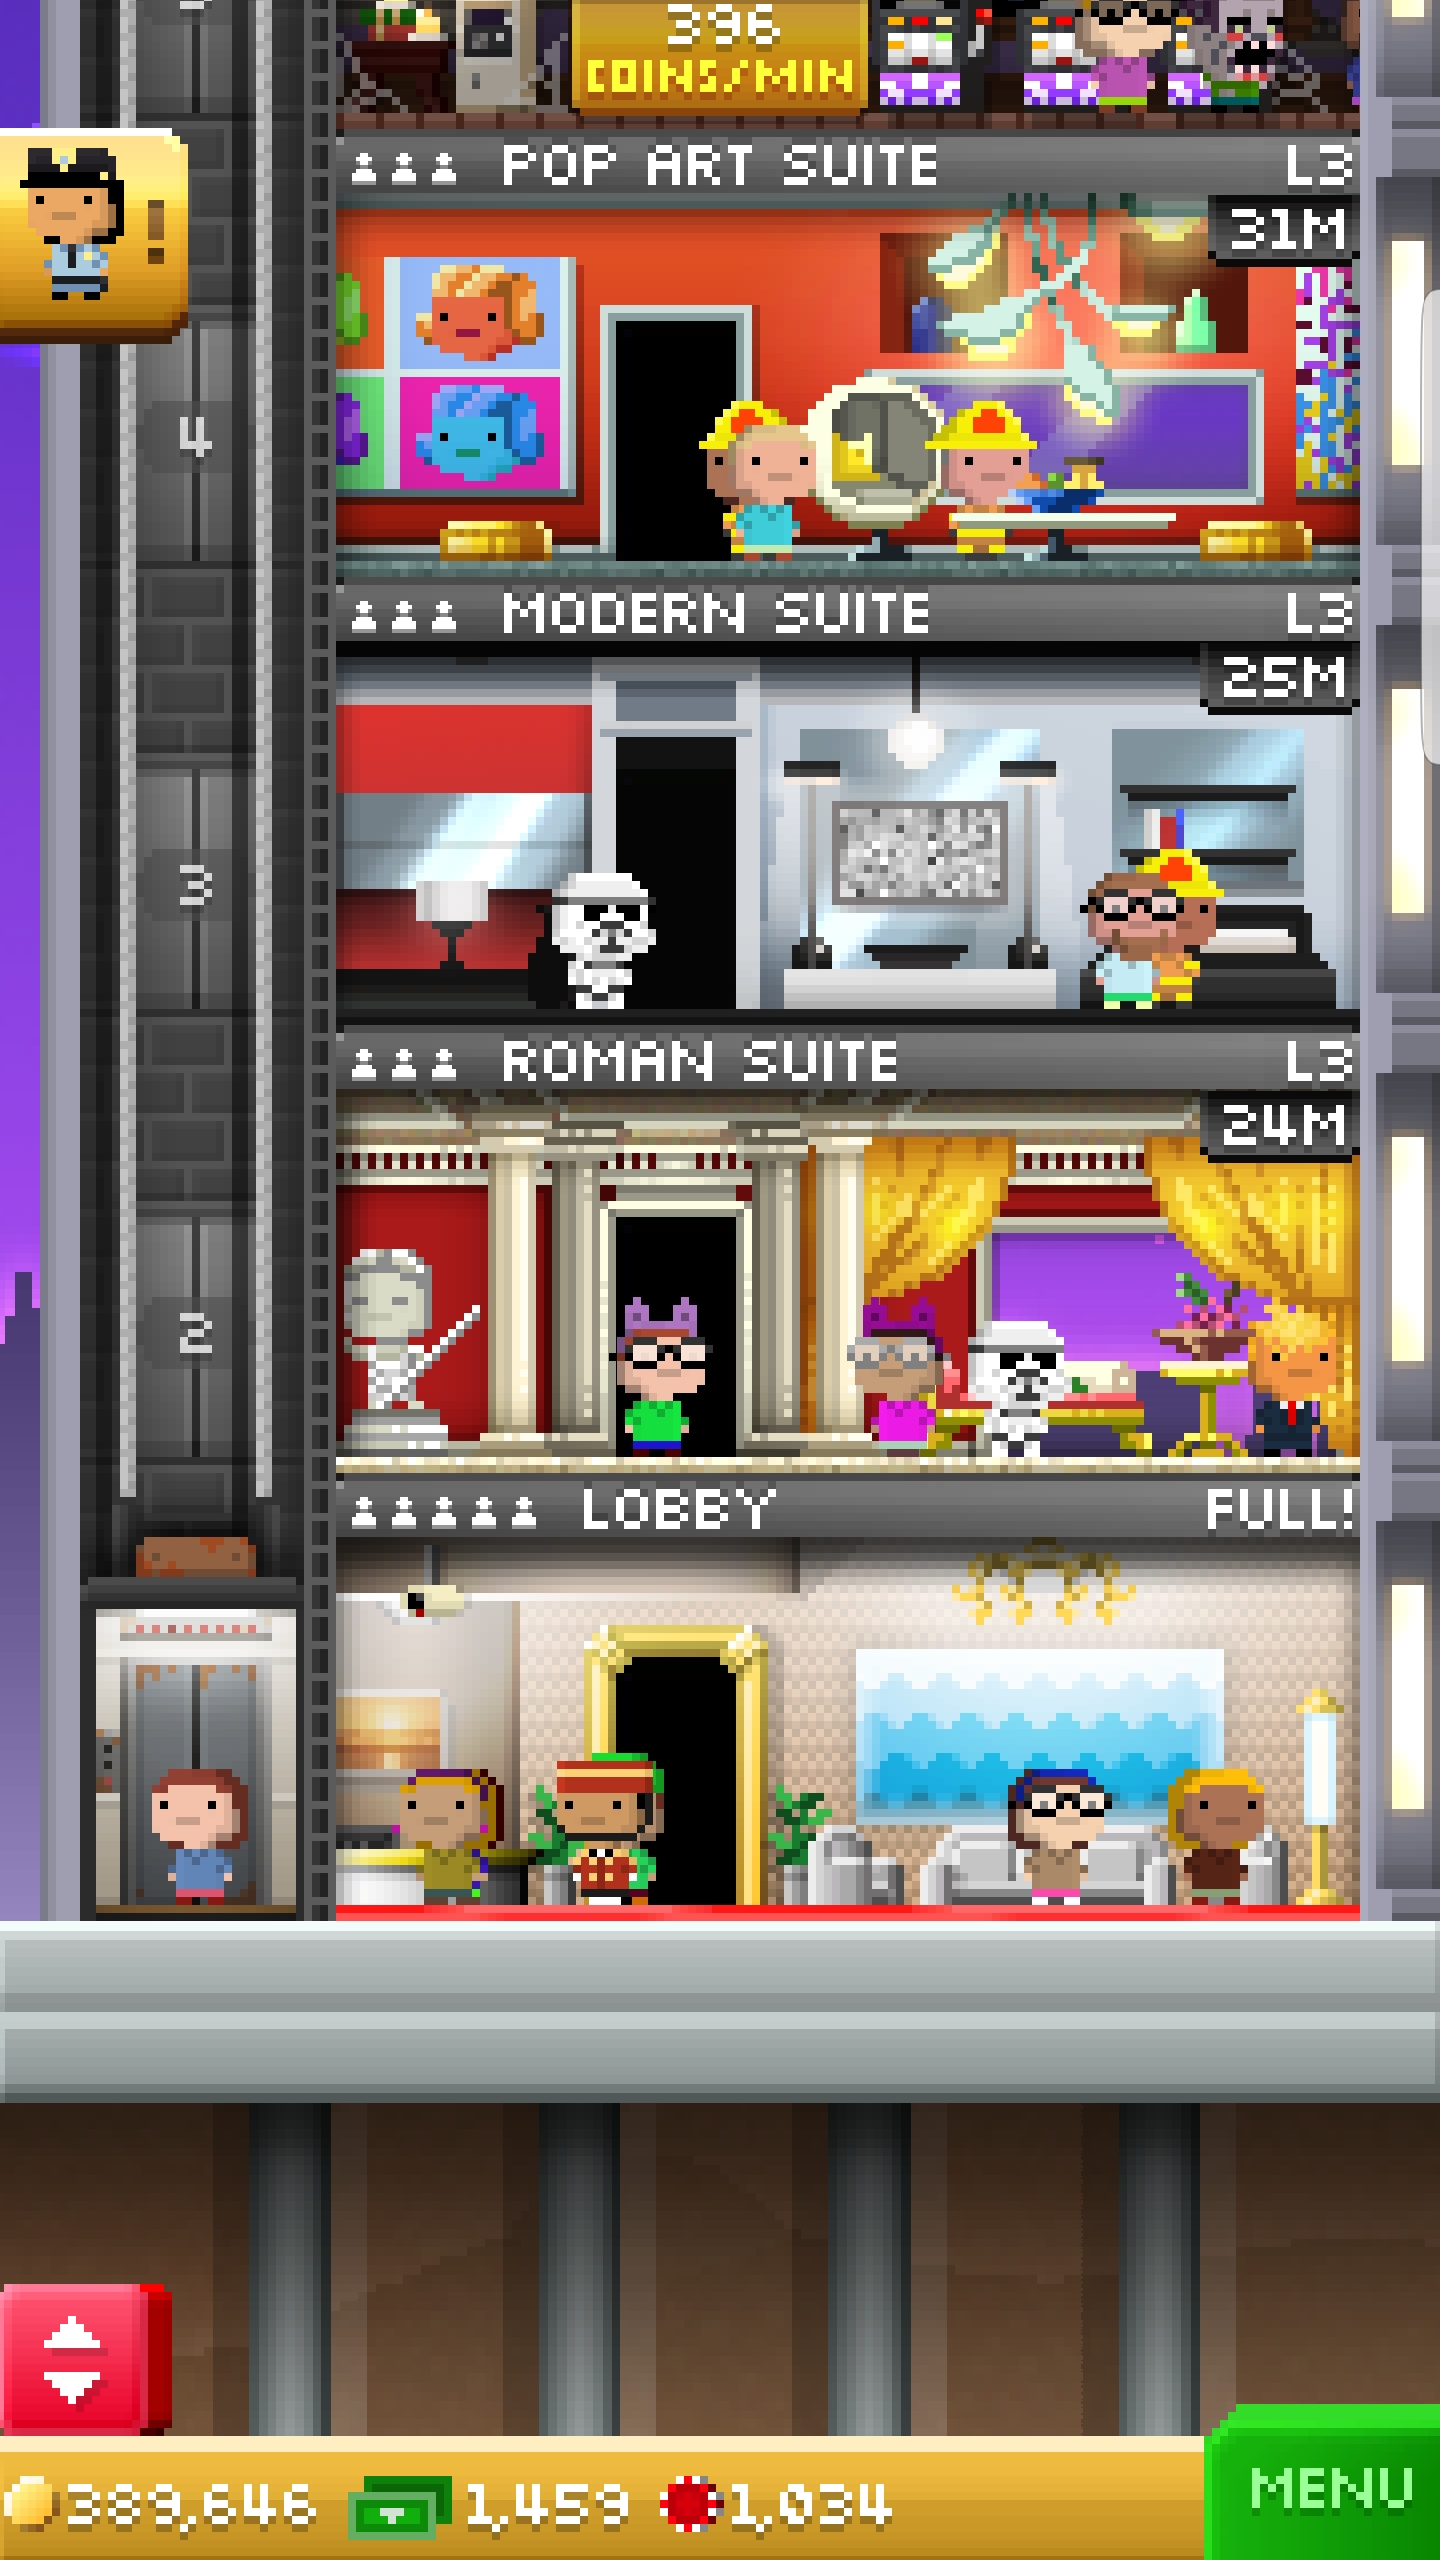 396
COINS/MIN
POP ART SUITE L3
31M
!
4
MODERN SUITE L3
25M
3
ROMAN SUITE L3
24M
2
LOBBY FULL!
MENU
389,646 1,459 1,034